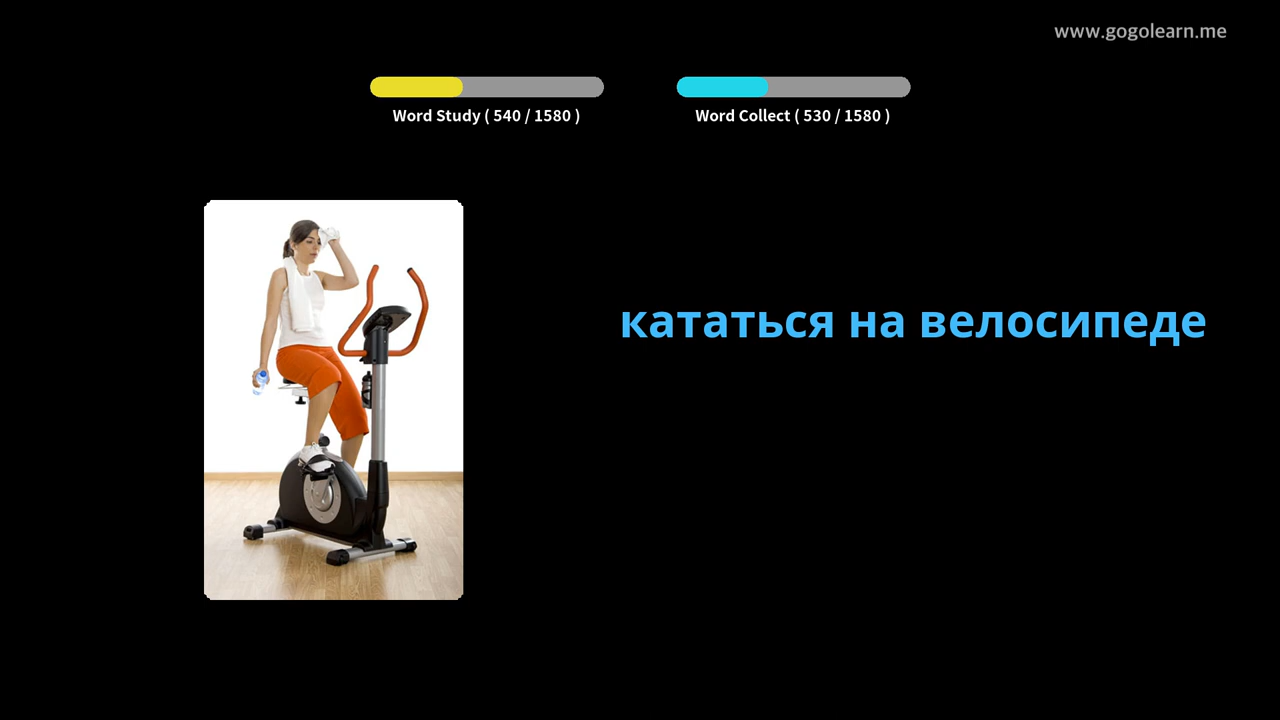 www.gogolearn.me
Word Study ( 540 / 1580 )
Word Collect ( 530 / 1580 )
кататься на велосипеде